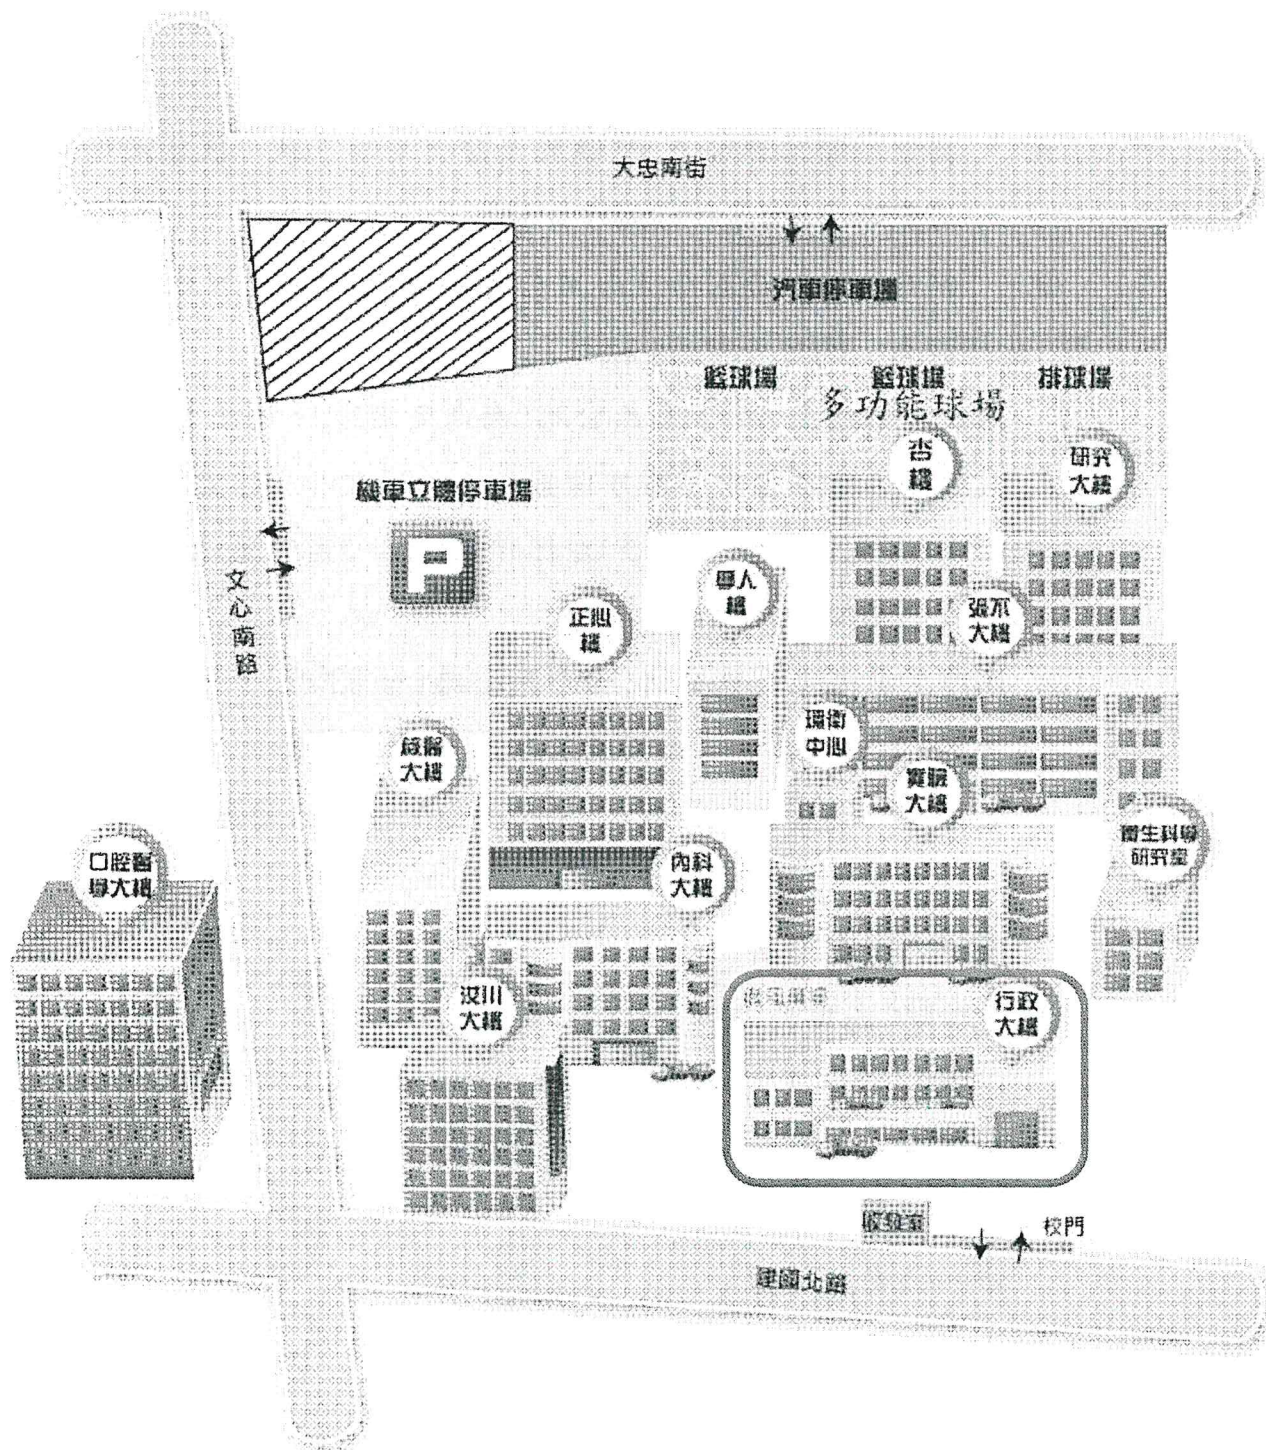 大忠南街
汽車停車場
籃球場
籃球場
排球場
多功能球場
杏
樓
研究
大樓
機車立體停車場
P
文心南路
學人
樓
正心
樓
張不
大樓
環衛
中心
實驗
大樓
啟賢
大樓
口腔醫
學大樓
內科
大樓
衛生科學
研究室
汶川
大樓
行政
大樓
收發室
校門
建國北路